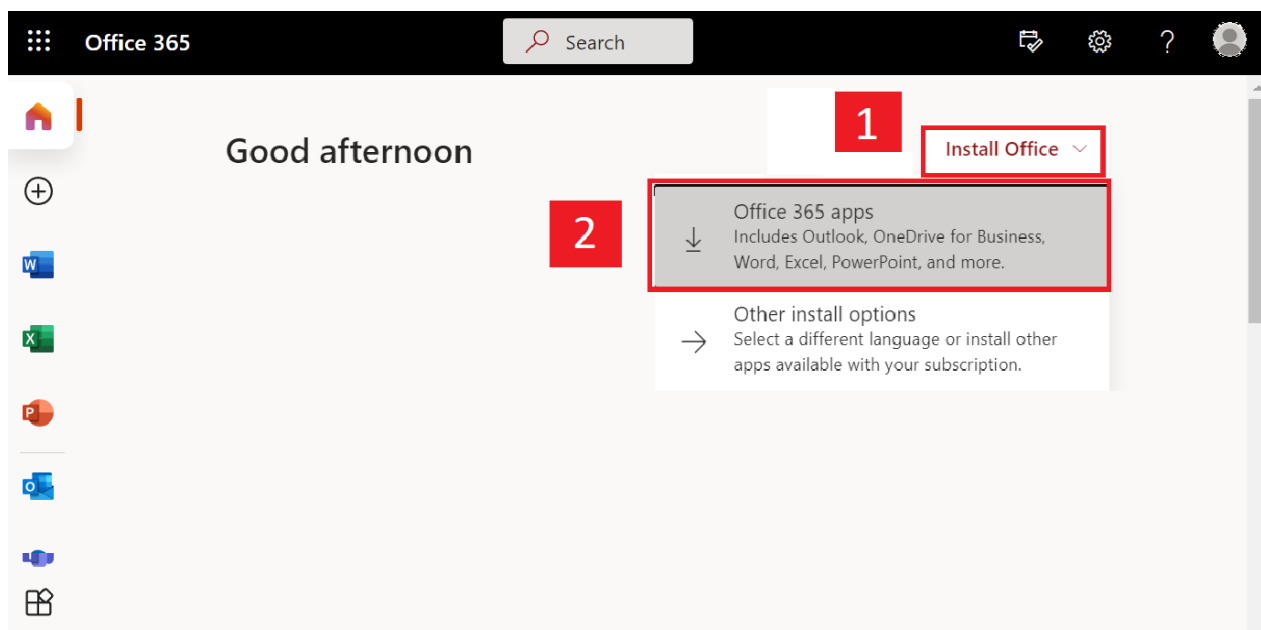 Office 365
Search
?
1
Good afternoon
Install Office
2
Office 365 apps
Includes Outlook, OneDrive for Business,
Word, Excel, PowerPoint, and more.
Other install options
Select a different language or install other
apps available with your subscription.
W
X
P
O